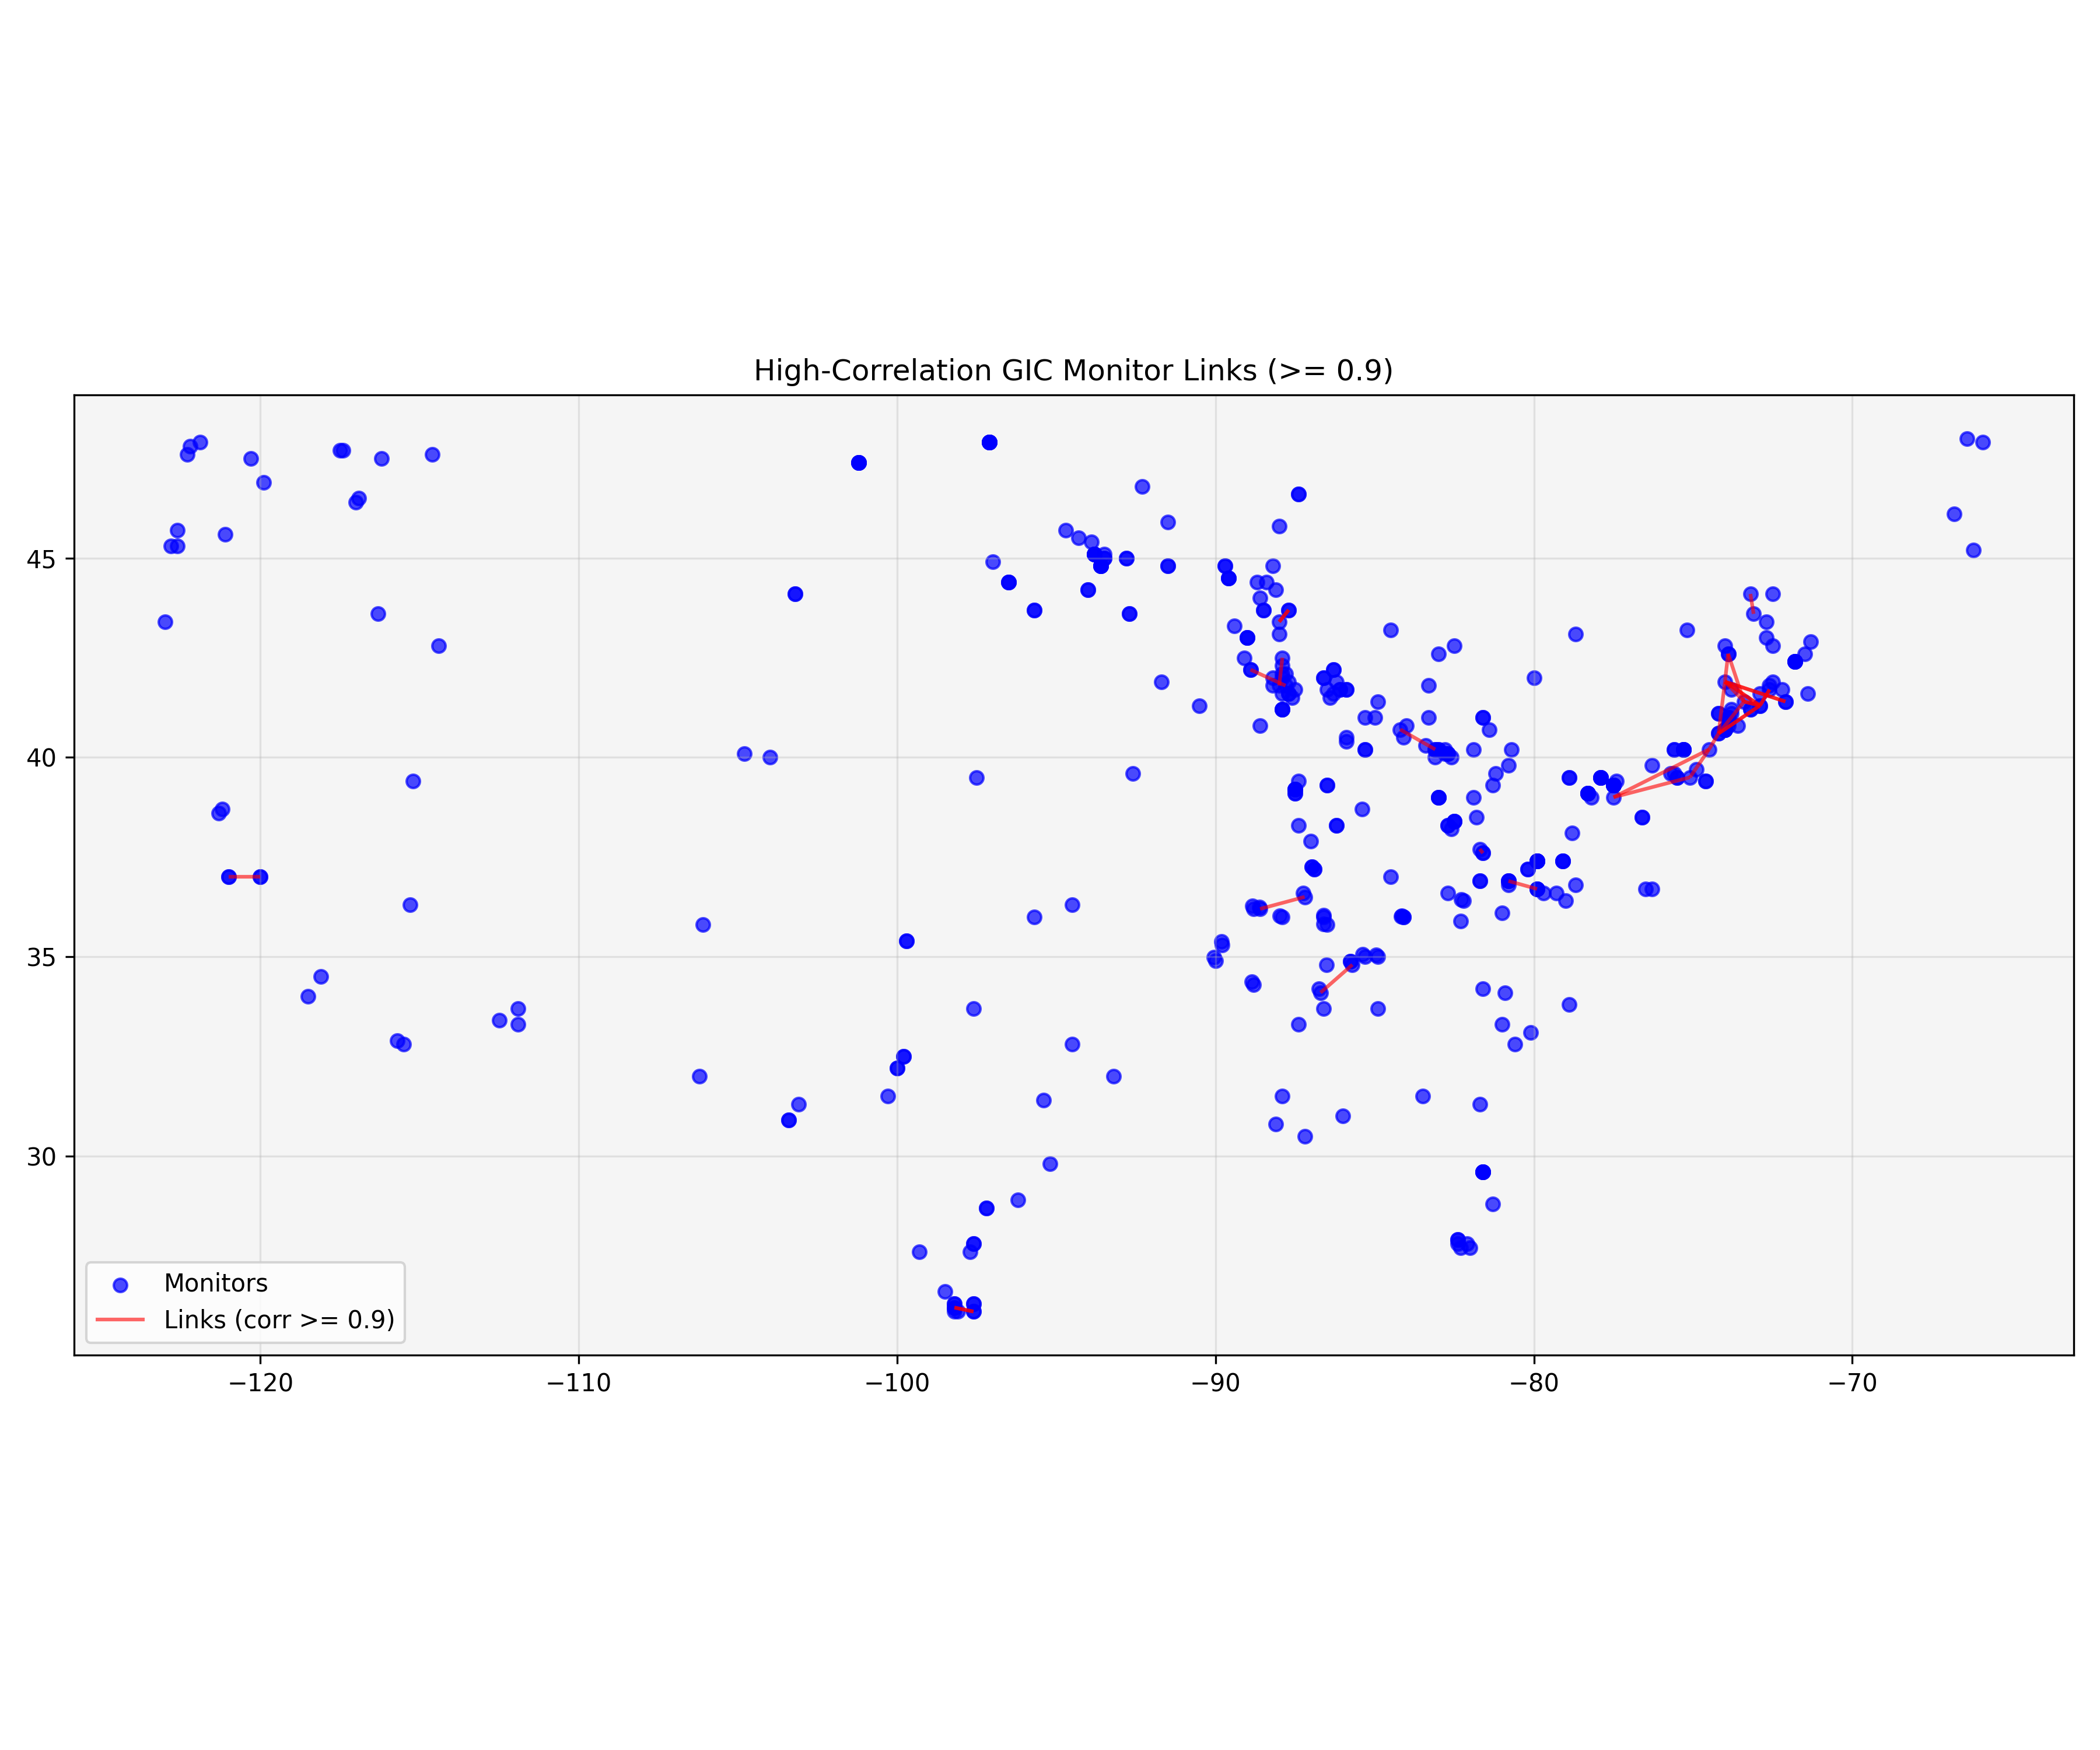 High-Correlation GIC Monitor Links (>= 0.9)
45
40
35
30
Monitors
Links (corr >= 0.9)
−120 −110 −100 −90 −80 −70